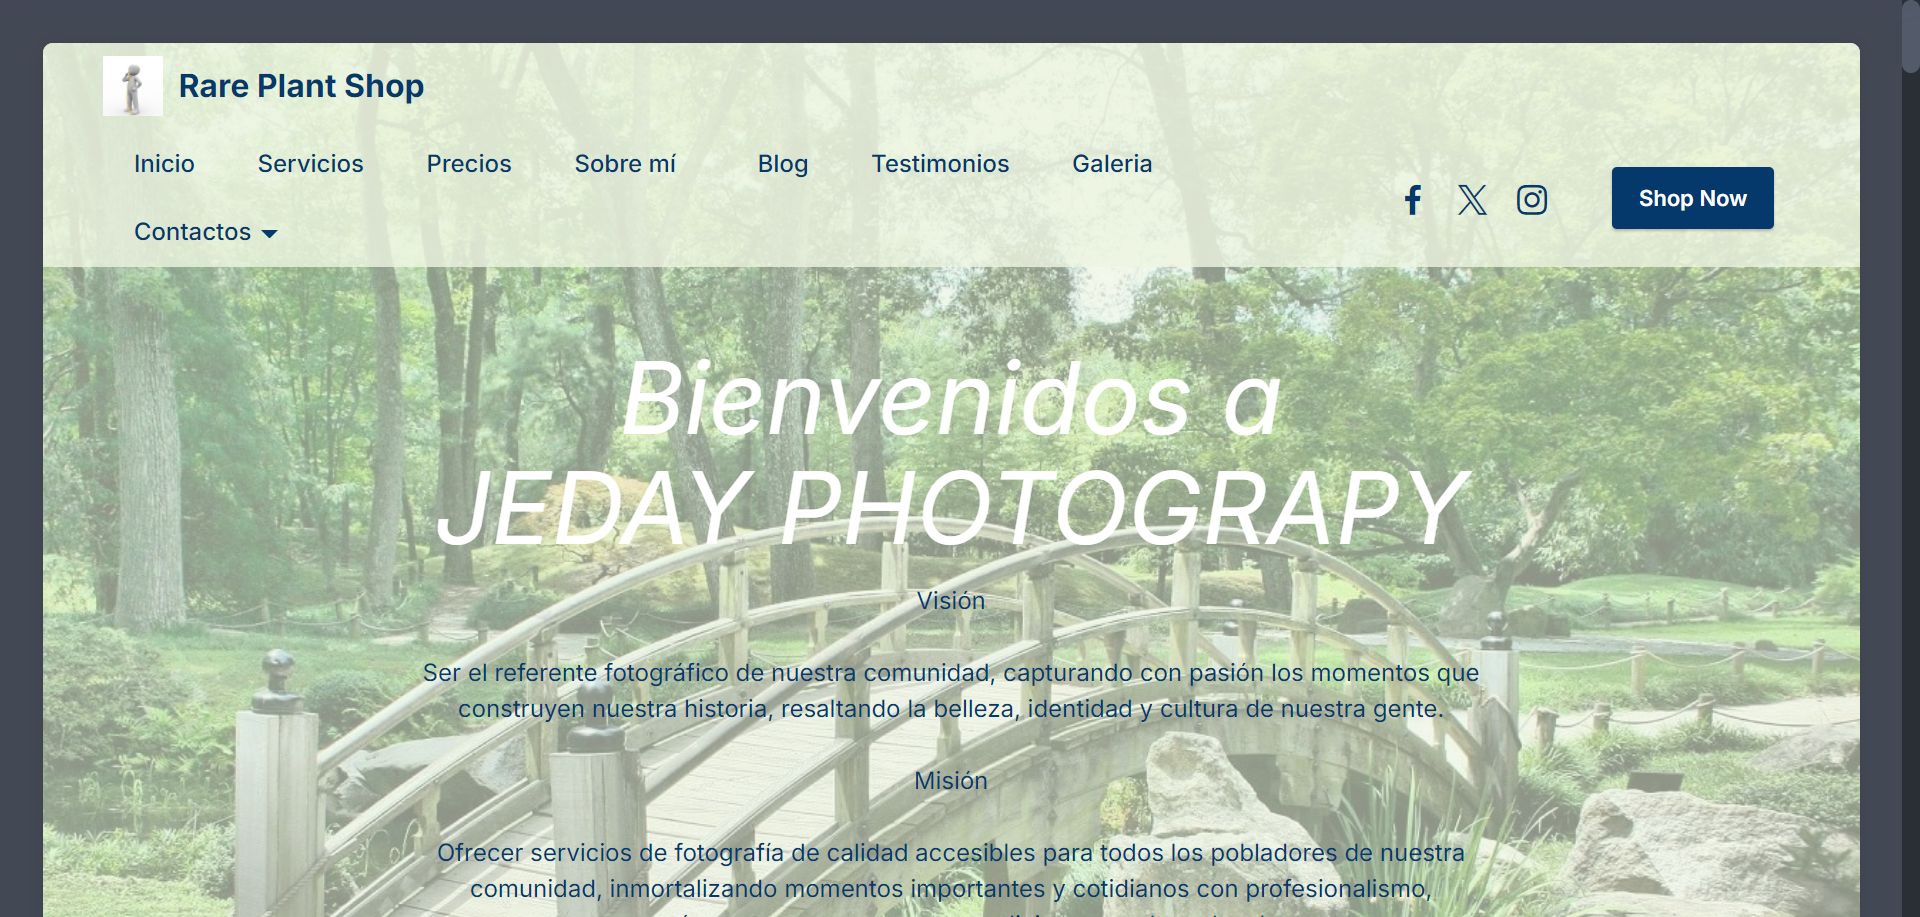 Rare Plant Shop
Inicio Servicios Precios Sobre mí Blog Testimonios Galeria
Contactos
Shop Now
Bienvenidos a
JEDAY PHOTOGRAPY
Visión
Ser el referente fotográfico de nuestra comunidad, capturando con pasión los momentos que
construyen nuestra historia, resaltando la belleza, identidad y cultura de nuestra gente.
Misión
Ofrecer servicios de fotografía de calidad accesibles para todos los pobladores de nuestra
comunidad, inmortalizando momentos importantes y cotidianos con profesionalismo,